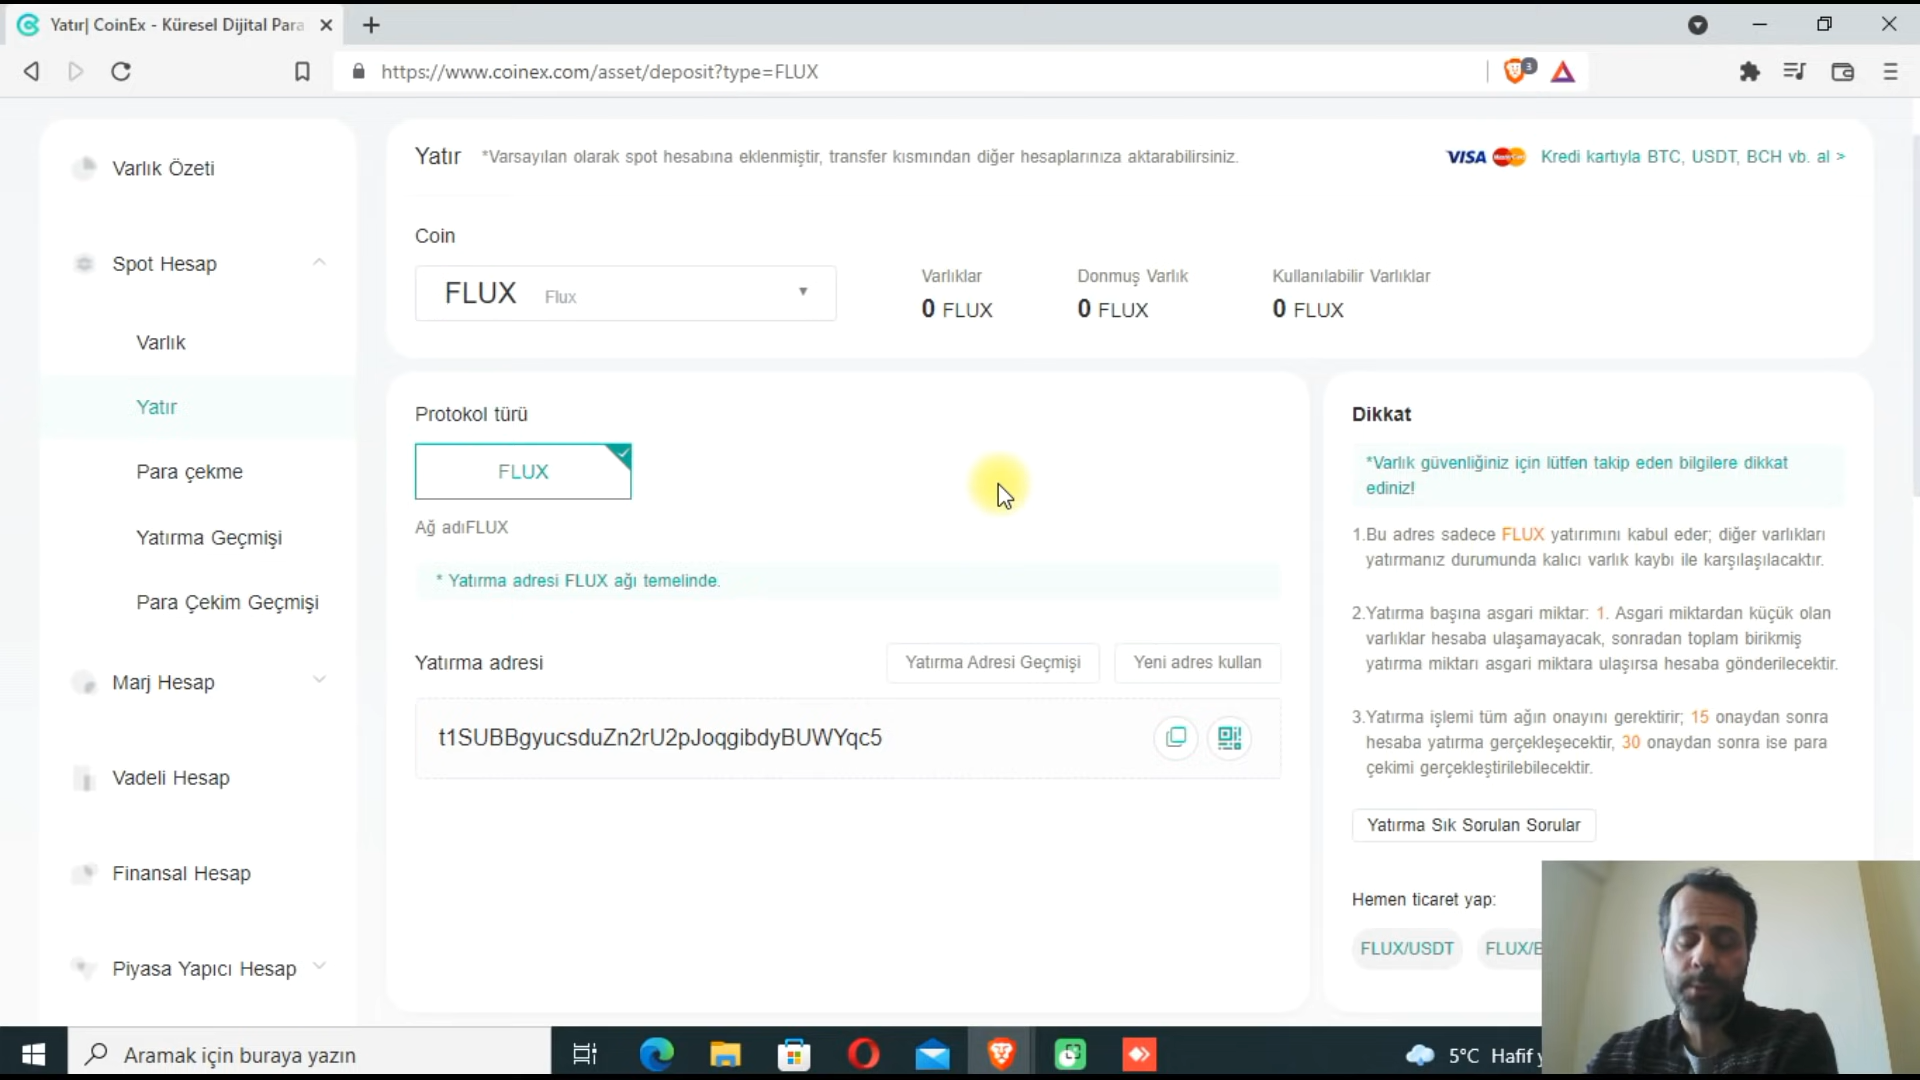 Yatır| CoinEx - Küresel Dijital Para
https://www.coinex.com/asset/deposit?type=FLUX
3
Varlık Özeti
Spot Hesap
Varlık
Yatır
Para çekme
Yatırma Geçmişi
Para Çekim Geçmişi
Marj Hesap
Vadeli Hesap
Finansal Hesap
Piyasa Yapıcı Hesap
Yatır *Varsayılan olarak spot hesabına eklenmiştir, transfer kısmından diğer hesaplarınıza aktarabilirsiniz.
VISA MasterCard Kredi kartıyla BTC, USDT, BCH vb. al >
Coin
FLUX Flux
Varlıklar
0 FLUX
Donmuş Varlık
0 FLUX
Kullanılabilir Varlıklar
0 FLUX
Protokol türü
FLUX
Ağ adıFLUX
* Yatırma adresi FLUX ağı temelinde.
Yatırma adresi
Yatırma Adresi Geçmişi
Yeni adres kullan
t1SUBBgyucsduZn2rU2pJoqgibdyBUWYqc5
Dikkat
*Varlık güvenliğiniz için lütfen takip eden bilgilere dikkat
ediniz!
1.Bu adres sadece FLUX yatırımını kabul eder; diğer varlıkları
yatırmanız durumunda kalıcı varlık kaybı ile karşılaşılacaktır.
2.Yatırma başına asgari miktar: 1. Asgari miktardan küçük olan
varlıklar hesaba ulaşamayacak, sonradan toplam birikmiş
yatırma miktarı asgari miktara ulaşırsa hesaba gönderilecektir.
3.Yatırma işlemi tüm ağın onayını gerektirir; 15 onaydan sonra
hesaba yatırma gerçekleşecektir, 30 onaydan sonra ise para
çekimi gerçekleştirilebilecektir.
Yatırma Sık Sorulan Sorular
Hemen ticaret yap:
FLUX/USDT
FLUX/B
Aramak için buraya yazın
5°C Hafif y